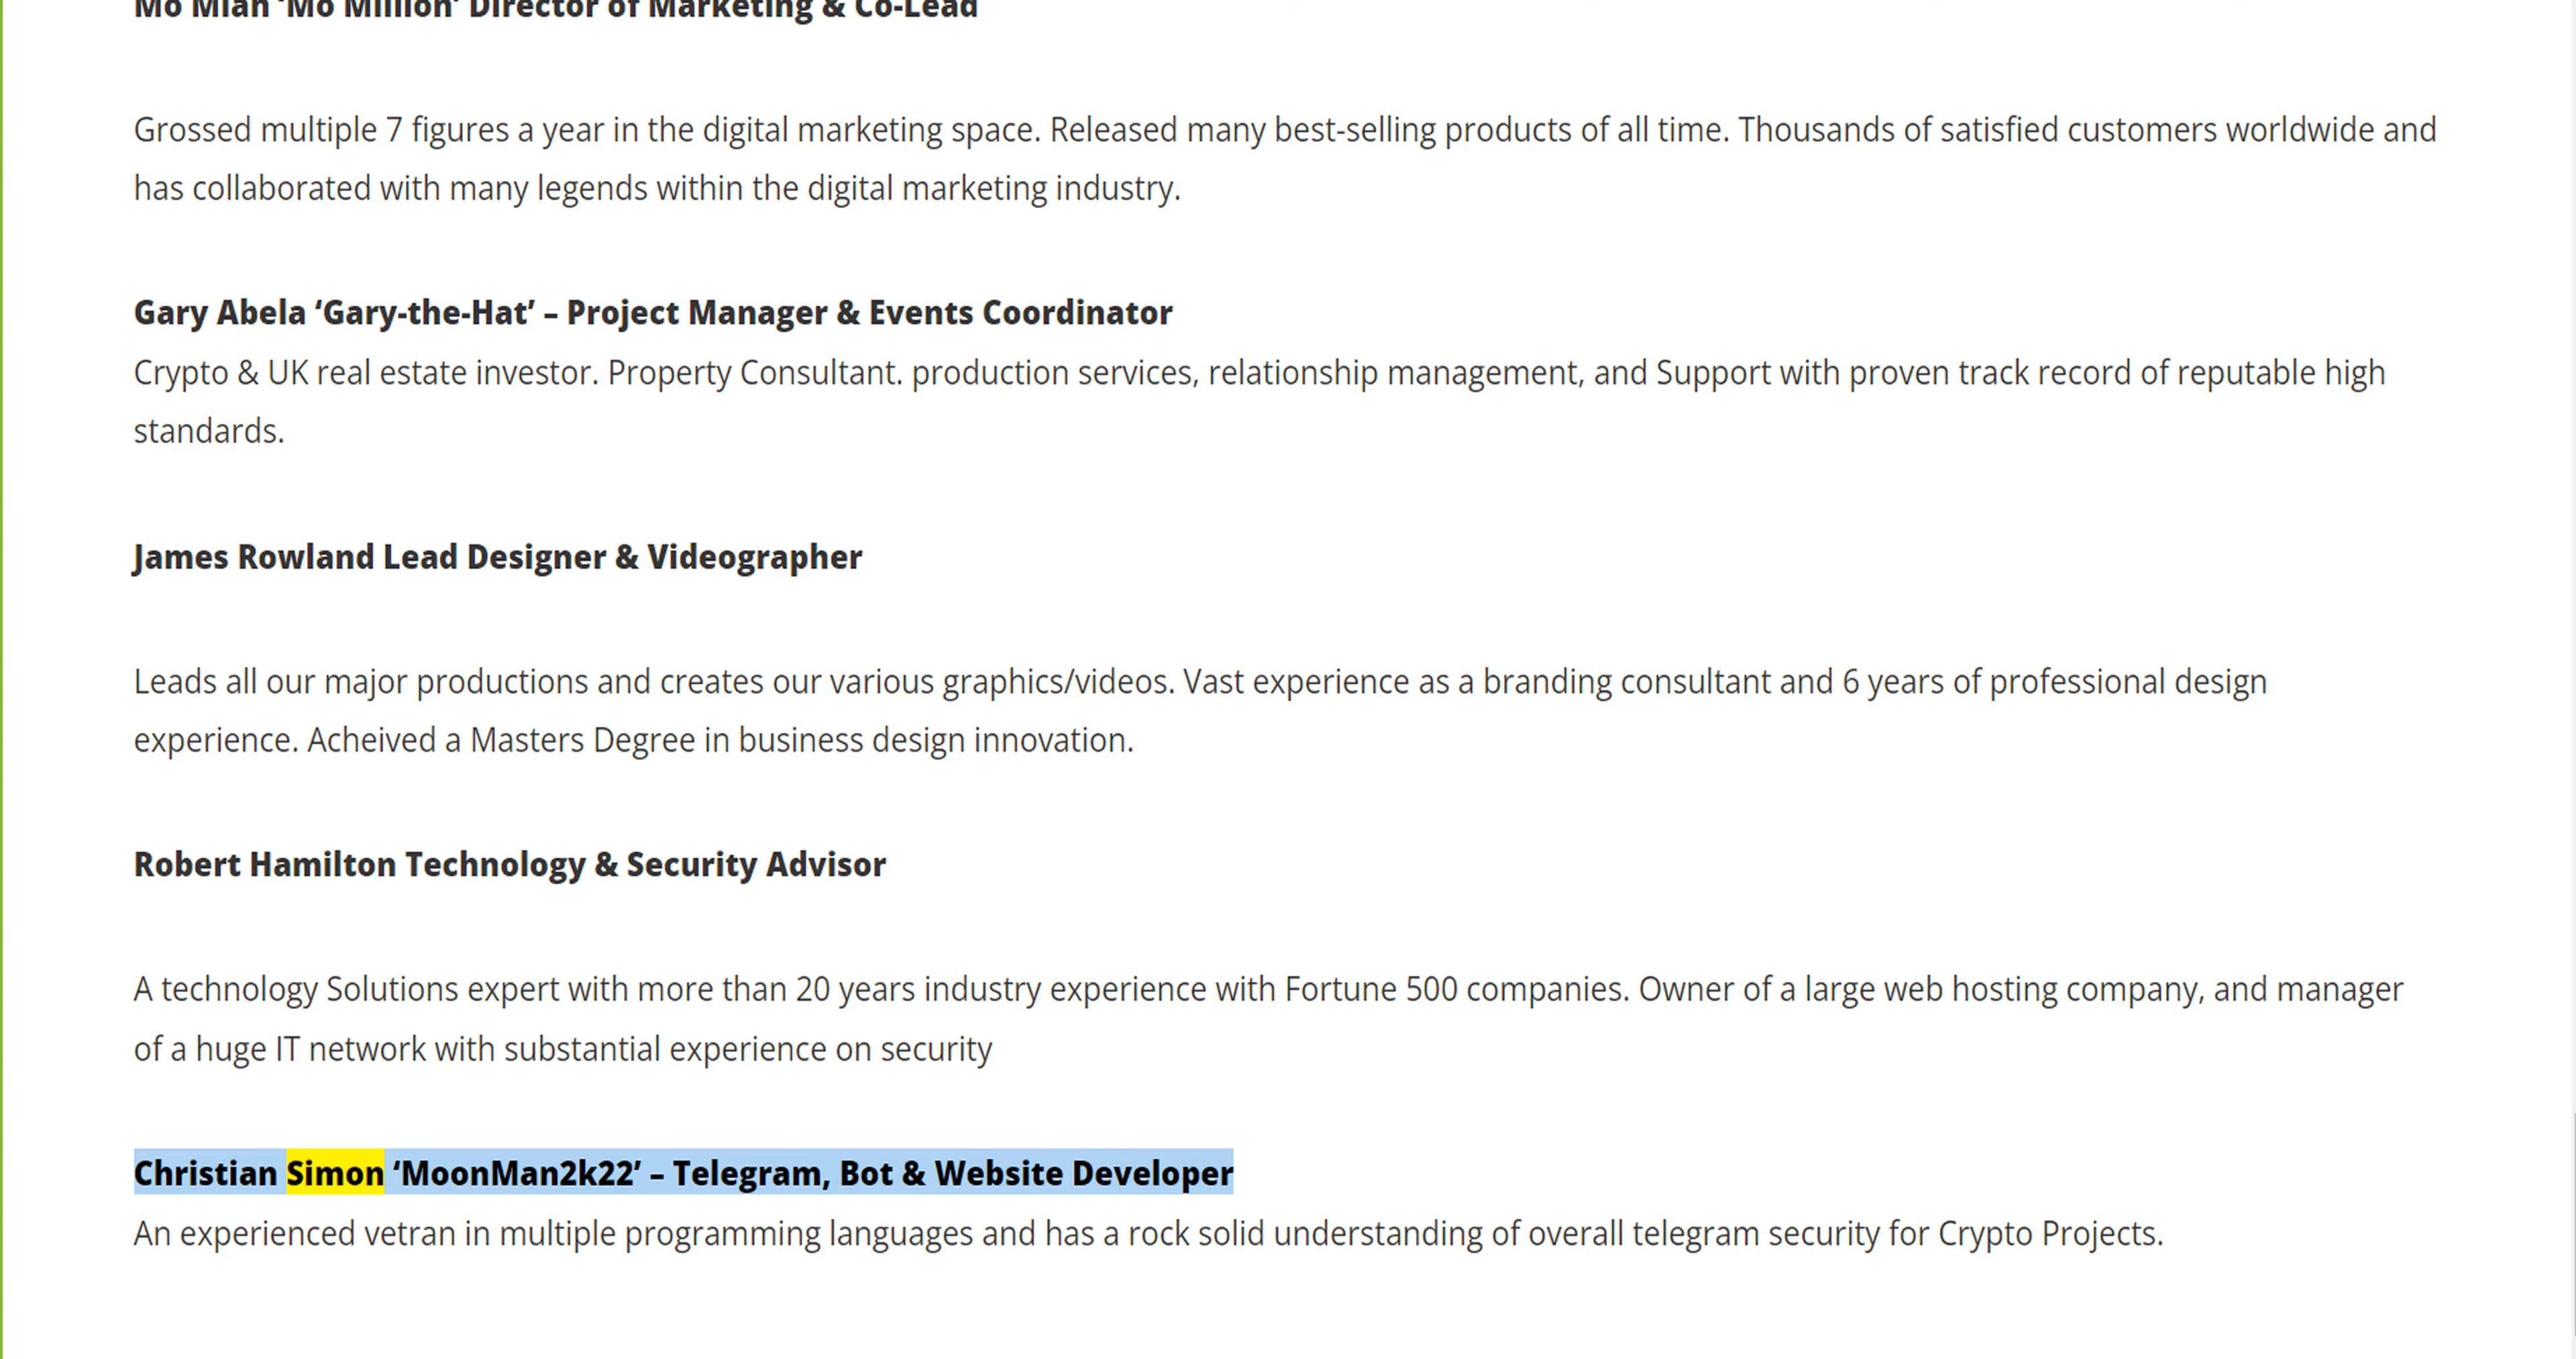 Mo Mian ‘Mo Million’ Director of Marketing & Co-Lead
Grossed multiple 7 figures a year in the digital marketing space. Released many best-selling products of all time. Thousands of satisfied customers worldwide and
has collaborated with many legends within the digital marketing industry.
Gary Abela ‘Gary-the-Hat’ – Project Manager & Events Coordinator
Crypto & UK real estate investor. Property Consultant. production services, relationship management, and Support with proven track record of reputable high
standards.
James Rowland Lead Designer & Videographer
Leads all our major productions and creates our various graphics/videos. Vast experience as a branding consultant and 6 years of professional design
experience. Acheived a Masters Degree in business design innovation.
Robert Hamilton Technology & Security Advisor
A technology Solutions expert with more than 20 years industry experience with Fortune 500 companies. Owner of a large web hosting company, and manager
of a huge IT network with substantial experience on security
Christian Simon ‘MoonMan2k22’ – Telegram, Bot & Website Developer
An experienced vetran in multiple programming languages and has a rock solid understanding of overall telegram security for Crypto Projects.